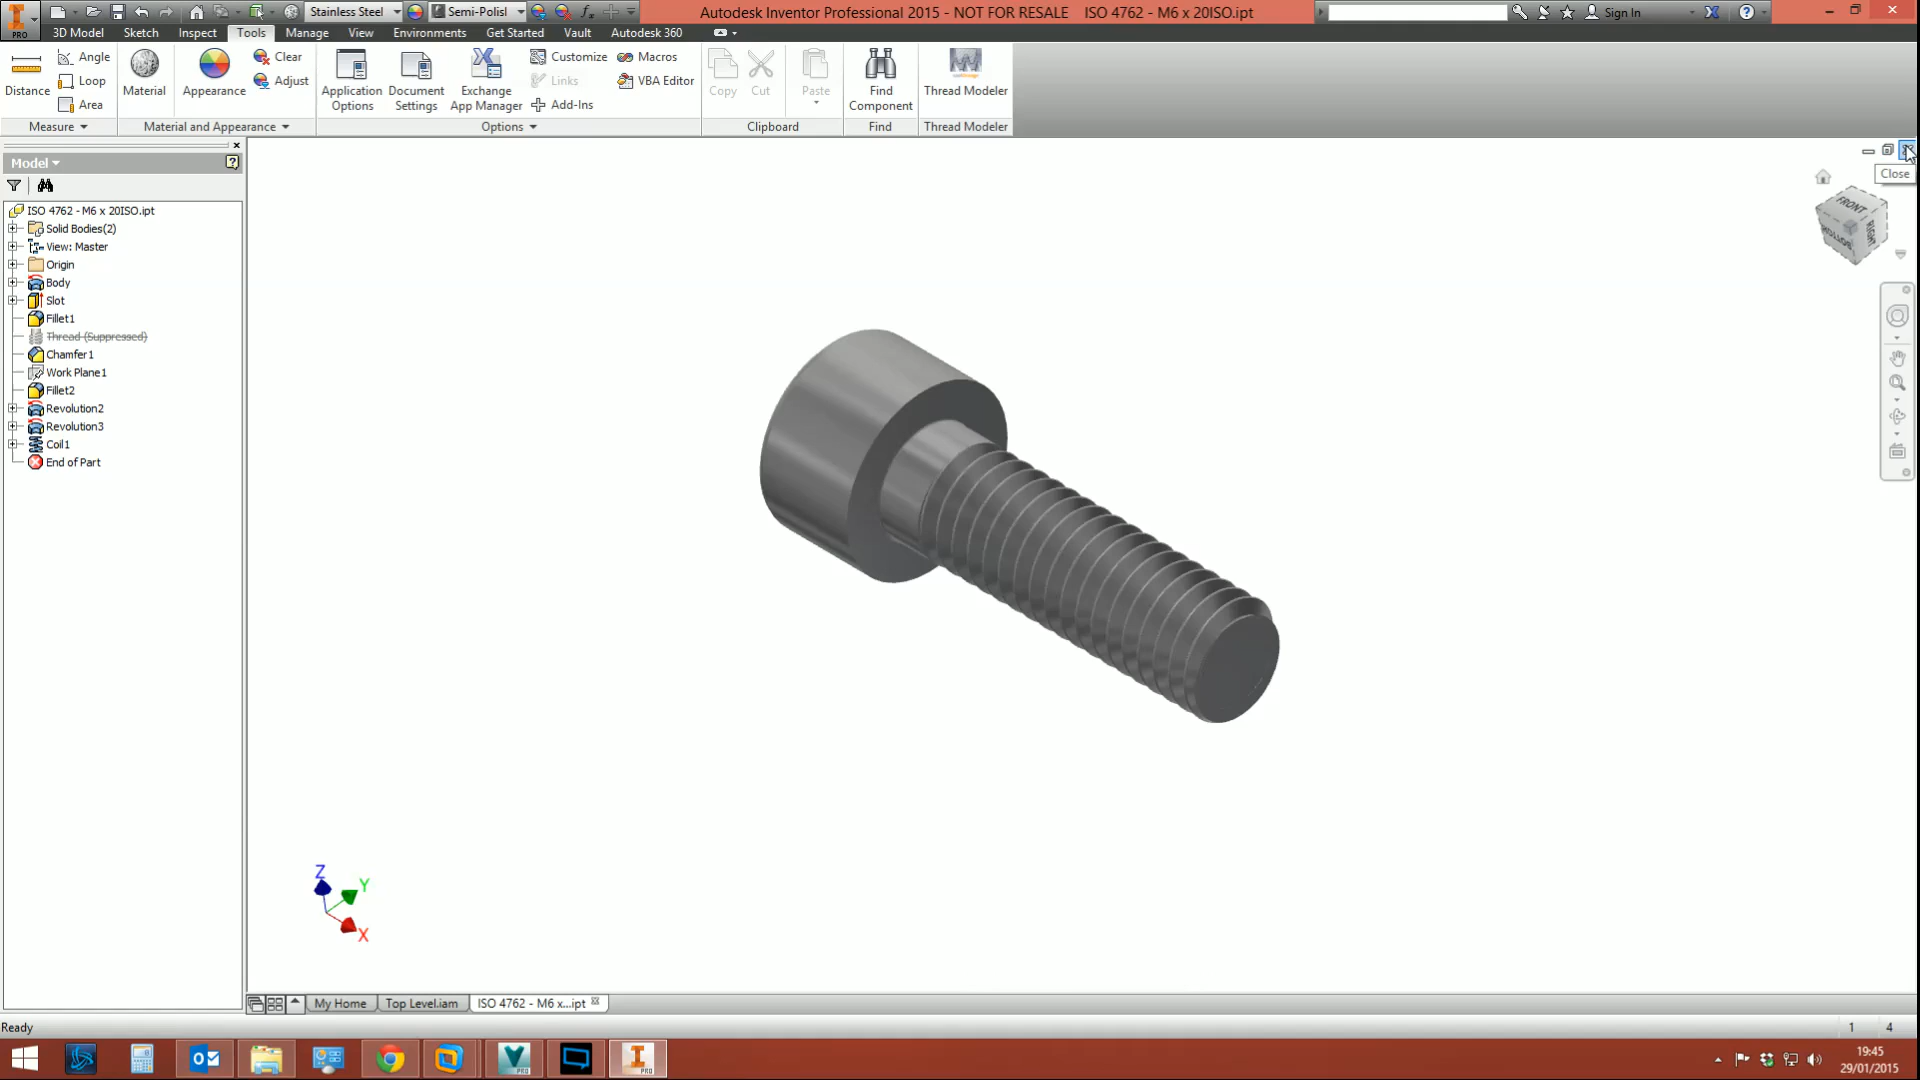 Stainless Steel
Semi-Polisl
Autodesk Inventor Professional 2015 - NOT FOR RESALE ISO 4762 - M6 x 20ISO.ipt
Sign In
PRO
3D Model
Sketch
Inspect
Tools
Manage
View
Environments
Get Started
Vault
Autodesk 360
Distance
Angle
Loop
Area
Measure
Material
Appearance
Clear
Adjust
Material and Appearance
Application Options
Document Settings
Exchange App Manager
Customize
Links
Add-Ins
Macros
VBA Editor
Options
Copy
Cut
Paste
Clipboard
Find Component
Find
Thread Modeler
Thread Modeler
Model
Close
ISO 4762 - M6 x 20ISO.ipt
Solid Bodies(2)
View: Master
Origin
Body
Slot
Fillet1
Thread (Suppressed)
Chamfer1
Work Plane1
Fillet2
Revolution2
Revolution3
Coil1
End of Part
FRONT
RIGHT
BOTTOM
Z
Y
X
My Home
Top Level.iam
ISO 4762 - M6 x...ipt
Ready
1 4
PRO
PRO
19:45
29/01/2015